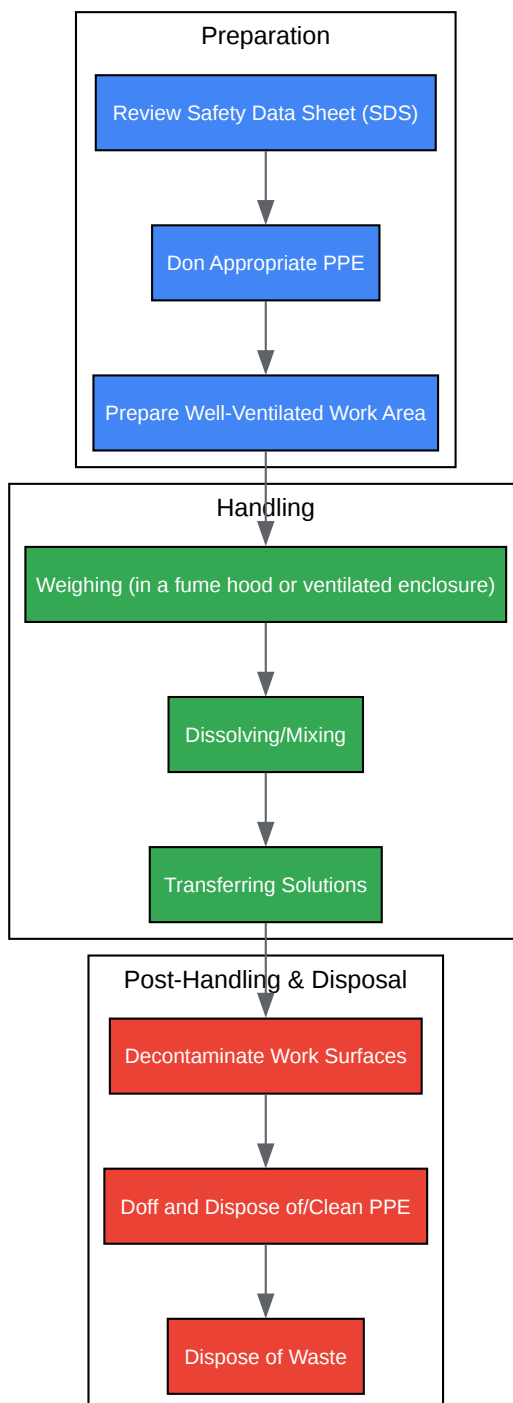 Preparation
Review Safety Data Sheet (SDS)
Don Appropriate PPE
Prepare Well-Ventilated Work Area
Handling
Weighing (in a fume hood or ventilated enclosure)
Dissolving/Mixing
Transferring Solutions
Post-Handling & Disposal
Decontaminate Work Surfaces
Doff and Dispose of/Clean PPE
Dispose of Waste